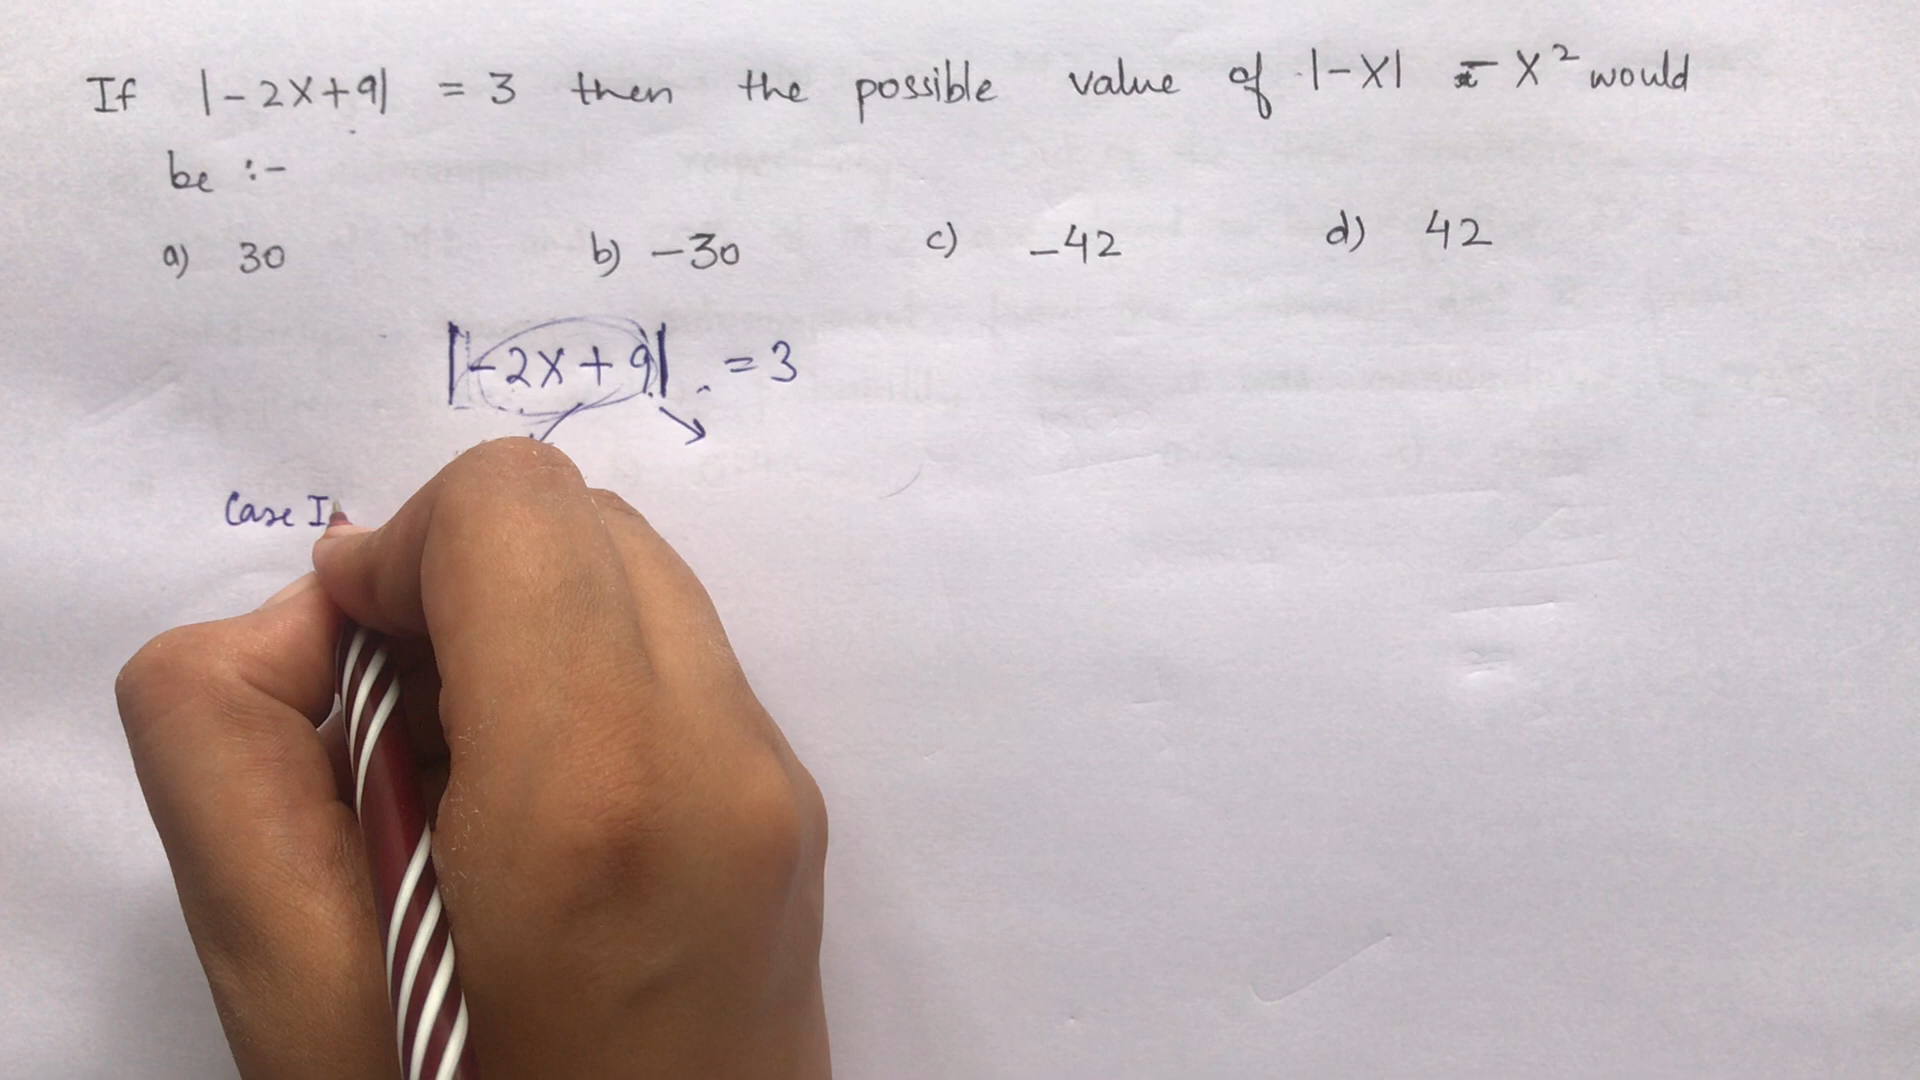 If |-2x+9| = 3 then the possible value of |-x| - x² would
be :-
a) 30 b) -30 c) -42 d) 42
|-2x+9| = 3
Case I